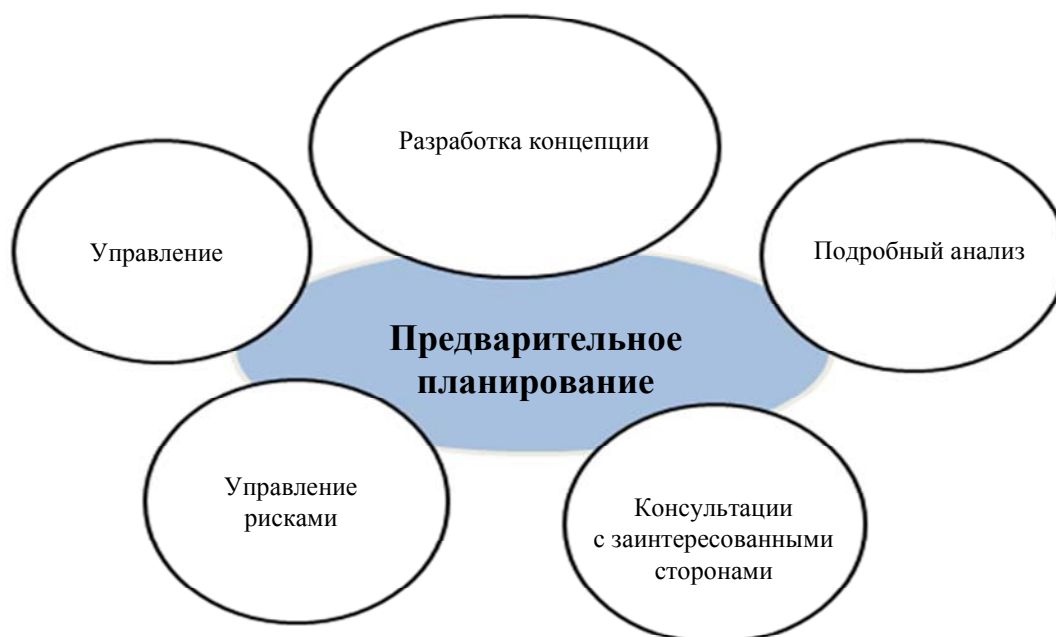 Разработка концепции
Управление
Подробный анализ
Предварительное
планирование
Управление
рисками
Консультации
с заинтересованными
сторонами